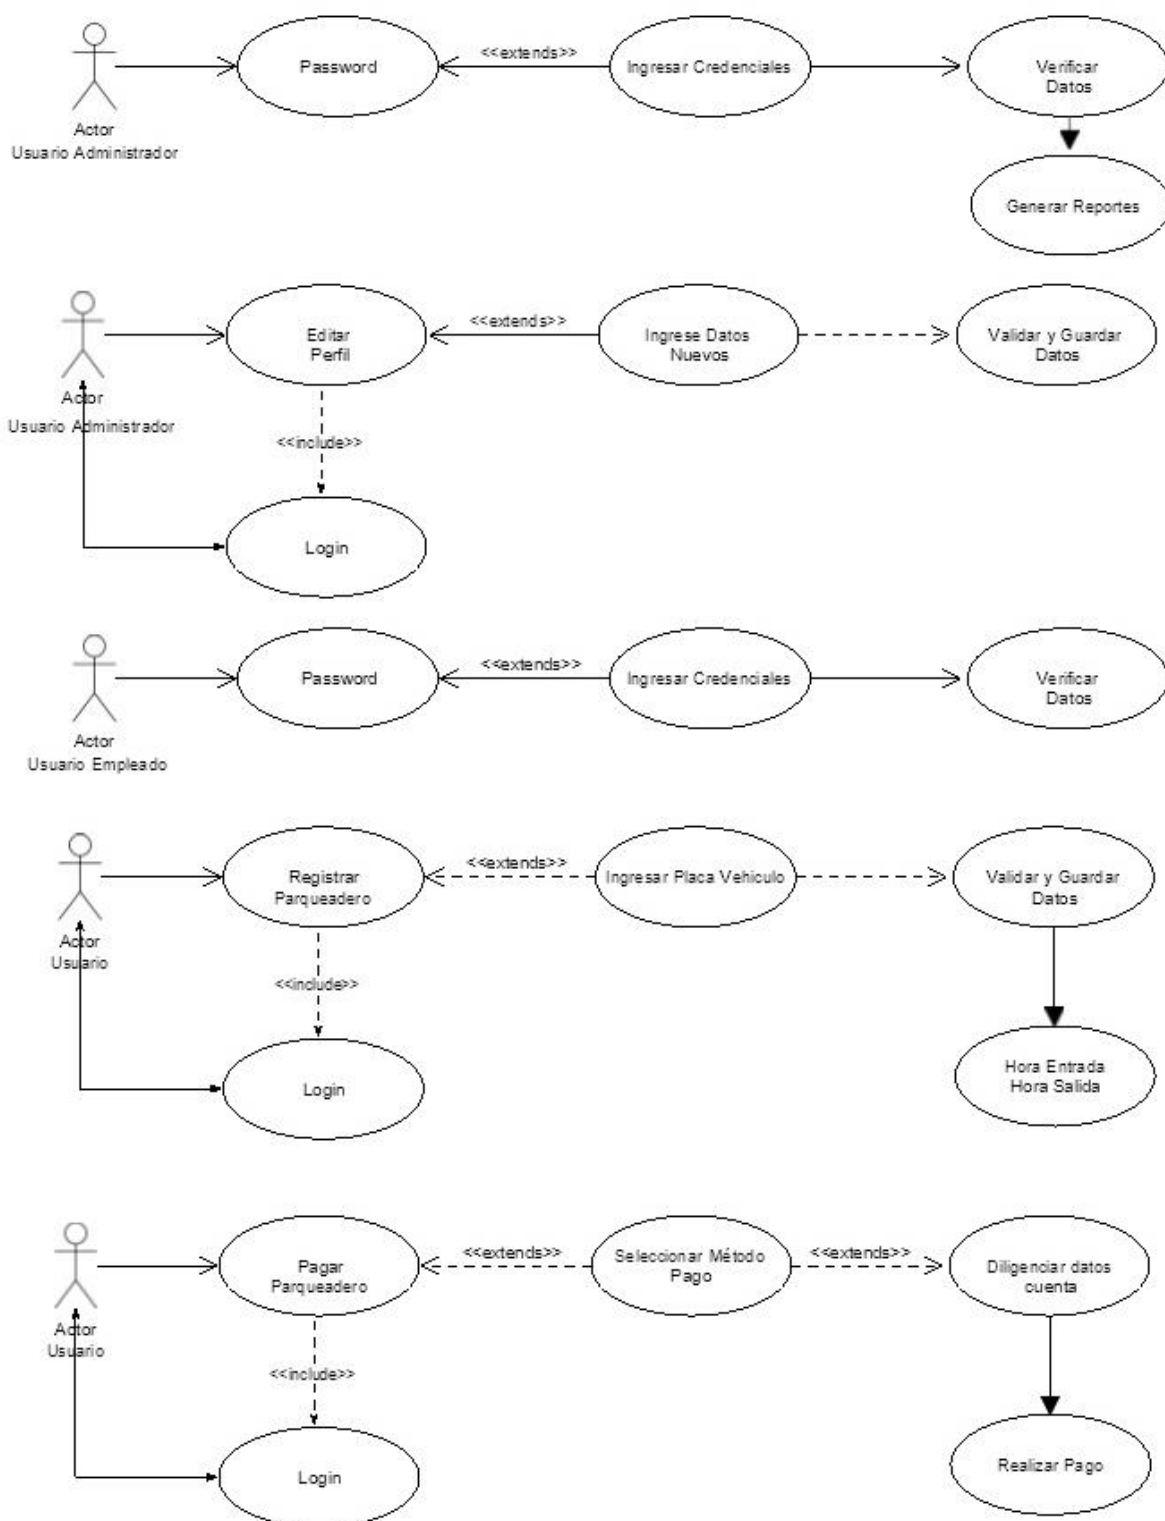 Password
<<extends>>
Ingresar Credenciales
Verificar
Datos
Actor
Usuario Administrador
Generar Reportes
Editar
Perfil
<<extends>>
Ingrese Datos
Nuevos
Validar y Guardar
Datos
Actor
Usuario Administrador
<<include>>
Login
Password
<<extends>>
Ingresar Credenciales
Verificar
Datos
Actor
Usuario Empleado
Registrar
Parqueadero
<<extends>>
Ingresar Placa Vehiculo
Validar y Guardar
Datos
Actor
Usuario
<<include>>
Hora Entrada
Hora Salida
Login
Pagar
Parqueadero
<<extends>>
Seleccionar Método
Pago
<<extends>>
Diligenciar datos
cuenta
Actor
Usuario
<<include>>
Login
Realizar Pago